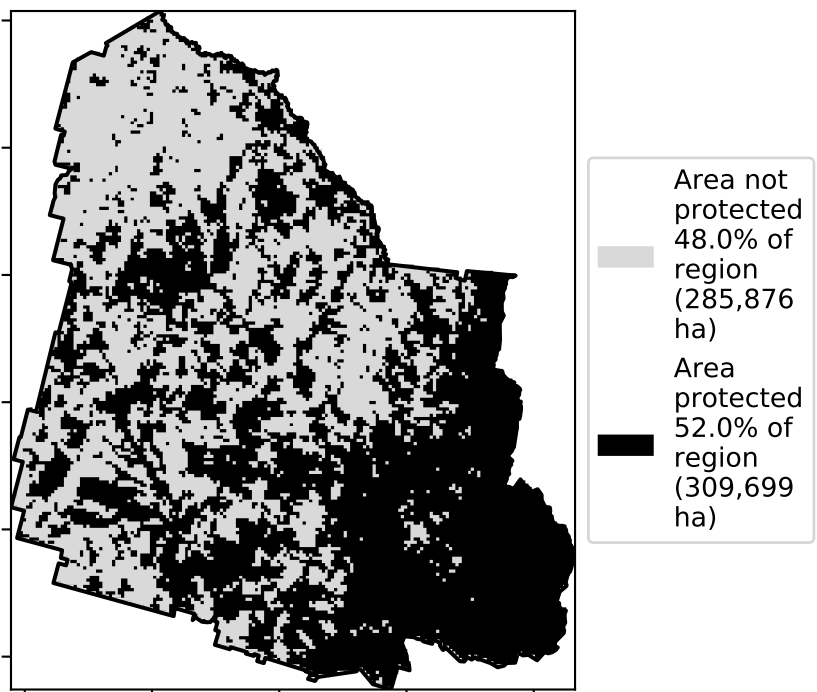 Area not
protected
48.0% of
region
(285,876
ha)
Area
protected
52.0% of
region
(309,699
ha)